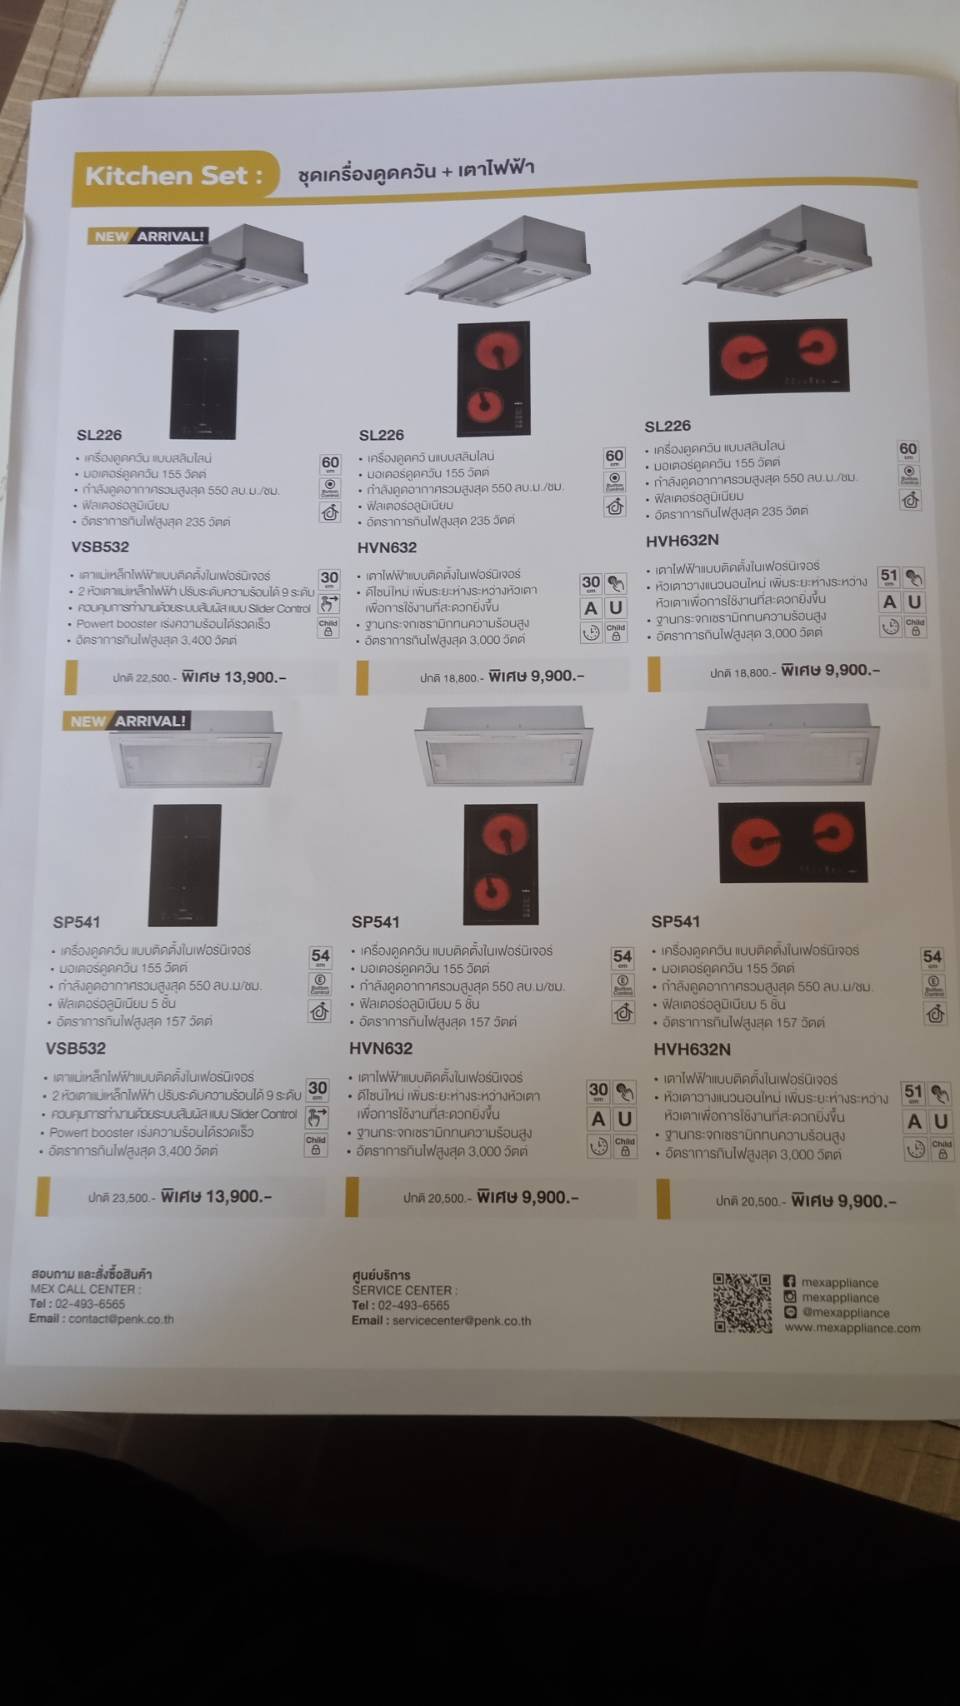 Kitchen Set : ชุดเครื่องดูดควัน + เตาไฟฟ้า
NEW ARRIVAL!
SL226
• เครื่องดูดควัน แบบสลิมไลน์
• มอเตอร์ดูดควัน 155 วัตต์
• กำลังดูดอากาศรวมสูงสุด 550 ลบ.ม./ชม.
• ฟิลเตอร์อลูมิเนียม
• อัตราการกินไฟสูงสุด 235 วัตต์
60 cm
Button Control
VSB532
• เตาแม่เหล็กไฟฟ้าแบบติดตั้งในเฟอร์นิเจอร์
• 2 หัวเตาแม่เหล็กไฟฟ้า ปรับระดับความร้อนได้ 9 ระดับ
• ควบคุมการทำงานด้วยระบบสัมผัส แบบ Slider Control
• Powert booster เร่งความร้อนได้รวดเร็ว
• อัตราการกินไฟสูงสุด 3,400 วัตต์
30 cm
Child
ปกติ 22,500.- พิเศษ 13,900.-
SL226
• เครื่องดูดควั นแบบสลิมไลน์
• มอเตอร์ดูดควัน 155 วัตต์
• กำลังดูดอากาศรวมสูงสุด 550 ลบ.ม./ชม.
• ฟิลเตอร์อลูมิเนียม
• อัตราการกินไฟสูงสุด 235 วัตต์
60 cm
Button Control
HVN632
• เตาไฟฟ้าแบบติดตั้งในเฟอร์นิเจอร์
• ดีไซน์ใหม่ เพิ่มระยะห่างระหว่างหัวเตา
เพื่อการใช้งานที่สะดวกยิ่งขึ้น
• ฐานกระจกเซรามิกทนความร้อนสูง
• อัตราการกินไฟสูงสุด 3,000 วัตต์
30 cm
A U
Child
ปกติ 18,800.- พิเศษ 9,900.-
SL226
• เครื่องดูดควัน แบบสลิมไลน์
• มอเตอร์ดูดควัน 155 วัตต์
• กำลังดูดอากาศรวมสูงสุด 550 ลบ.ม./ชม.
• ฟิลเตอร์อลูมิเนียม
• อัตราการกินไฟสูงสุด 235 วัตต์
60 cm
Button Control
HVH632N
• เตาไฟฟ้าแบบติดตั้งในเฟอร์นิเจอร์
• หัวเตาวางแนวนอนใหม่ เพิ่มระยะห่างระหว่าง
หัวเตาเพื่อการใช้งานที่สะดวกยิ่งขึ้น
• ฐานกระจกเซรามิกทนความร้อนสูง
• อัตราการกินไฟสูงสุด 3,000 วัตต์
51 cm
A U
Child
ปกติ 18,800.- พิเศษ 9,900.-
NEW ARRIVAL!
SP541
• เครื่องดูดควัน แบบติดตั้งในเฟอร์นิเจอร์
• มอเตอร์ดูดควัน 155 วัตต์
• กำลังดูดอากาศรวมสูงสุด 550 ลบ.ม/ชม.
• ฟิลเตอร์อลูมิเนียม 5 ชั้น
• อัตราการกินไฟสูงสุด 157 วัตต์
54 cm
Button Control
VSB532
• เตาแม่เหล็กไฟฟ้าแบบติดตั้งในเฟอร์นิเจอร์
• 2 หัวเตาแม่เหล็กไฟฟ้า ปรับระดับความร้อนได้ 9 ระดับ
• ควบคุมการทำงานด้วยระบบสัมผัส แบบ Slider Control
• Powert booster เร่งความร้อนได้รวดเร็ว
• อัตราการกินไฟสูงสุด 3,400 วัตต์
30 cm
Child
ปกติ 23,500.- พิเศษ 13,900.-
SP541
• เครื่องดูดควัน แบบติดตั้งในเฟอร์นิเจอร์
• มอเตอร์ดูดควัน 155 วัตต์
• กำลังดูดอากาศรวมสูงสุด 550 ลบ.ม/ชม.
• ฟิลเตอร์อลูมิเนียม 5 ชั้น
• อัตราการกินไฟสูงสุด 157 วัตต์
54 cm
Button Control
HVN632
• เตาไฟฟ้าแบบติดตั้งในเฟอร์นิเจอร์
• ดีไซน์ใหม่ เพิ่มระยะห่างระหว่างหัวเตา
เพื่อการใช้งานที่สะดวกยิ่งขึ้น
• ฐานกระจกเซรามิกทนความร้อนสูง
• อัตราการกินไฟสูงสุด 3,000 วัตต์
30 cm
A U
Child
ปกติ 20,500.- พิเศษ 9,900.-
SP541
• เครื่องดูดควัน แบบติดตั้งในเฟอร์นิเจอร์
• มอเตอร์ดูดควัน 155 วัตต์
• กำลังดูดอากาศรวมสูงสุด 550 ลบ.ม/ชม.
• ฟิลเตอร์อลูมิเนียม 5 ชั้น
• อัตราการกินไฟสูงสุด 157 วัตต์
54 cm
Button Control
HVH632N
• เตาไฟฟ้าแบบติดตั้งในเฟอร์นิเจอร์
• หัวเตาวางแนวนอนใหม่ เพิ่มระยะห่างระหว่าง
หัวเตาเพื่อการใช้งานที่สะดวกยิ่งขึ้น
• ฐานกระจกเซรามิกทนความร้อนสูง
• อัตราการกินไฟสูงสุด 3,000 วัตต์
51 cm
A U
Child
ปกติ 20,500.- พิเศษ 9,900.-
สอบถาม และสั่งซื้อสินค้า
MEX CALL CENTER :
Tel : 02-493-6565
Email : contact@penk.co.th
ศูนย์บริการ
SERVICE CENTER :
Tel : 02-493-6565
Email : servicecenter@penk.co.th
mexappliance
mexappliance
@mexappliance
www.mexappliance.com